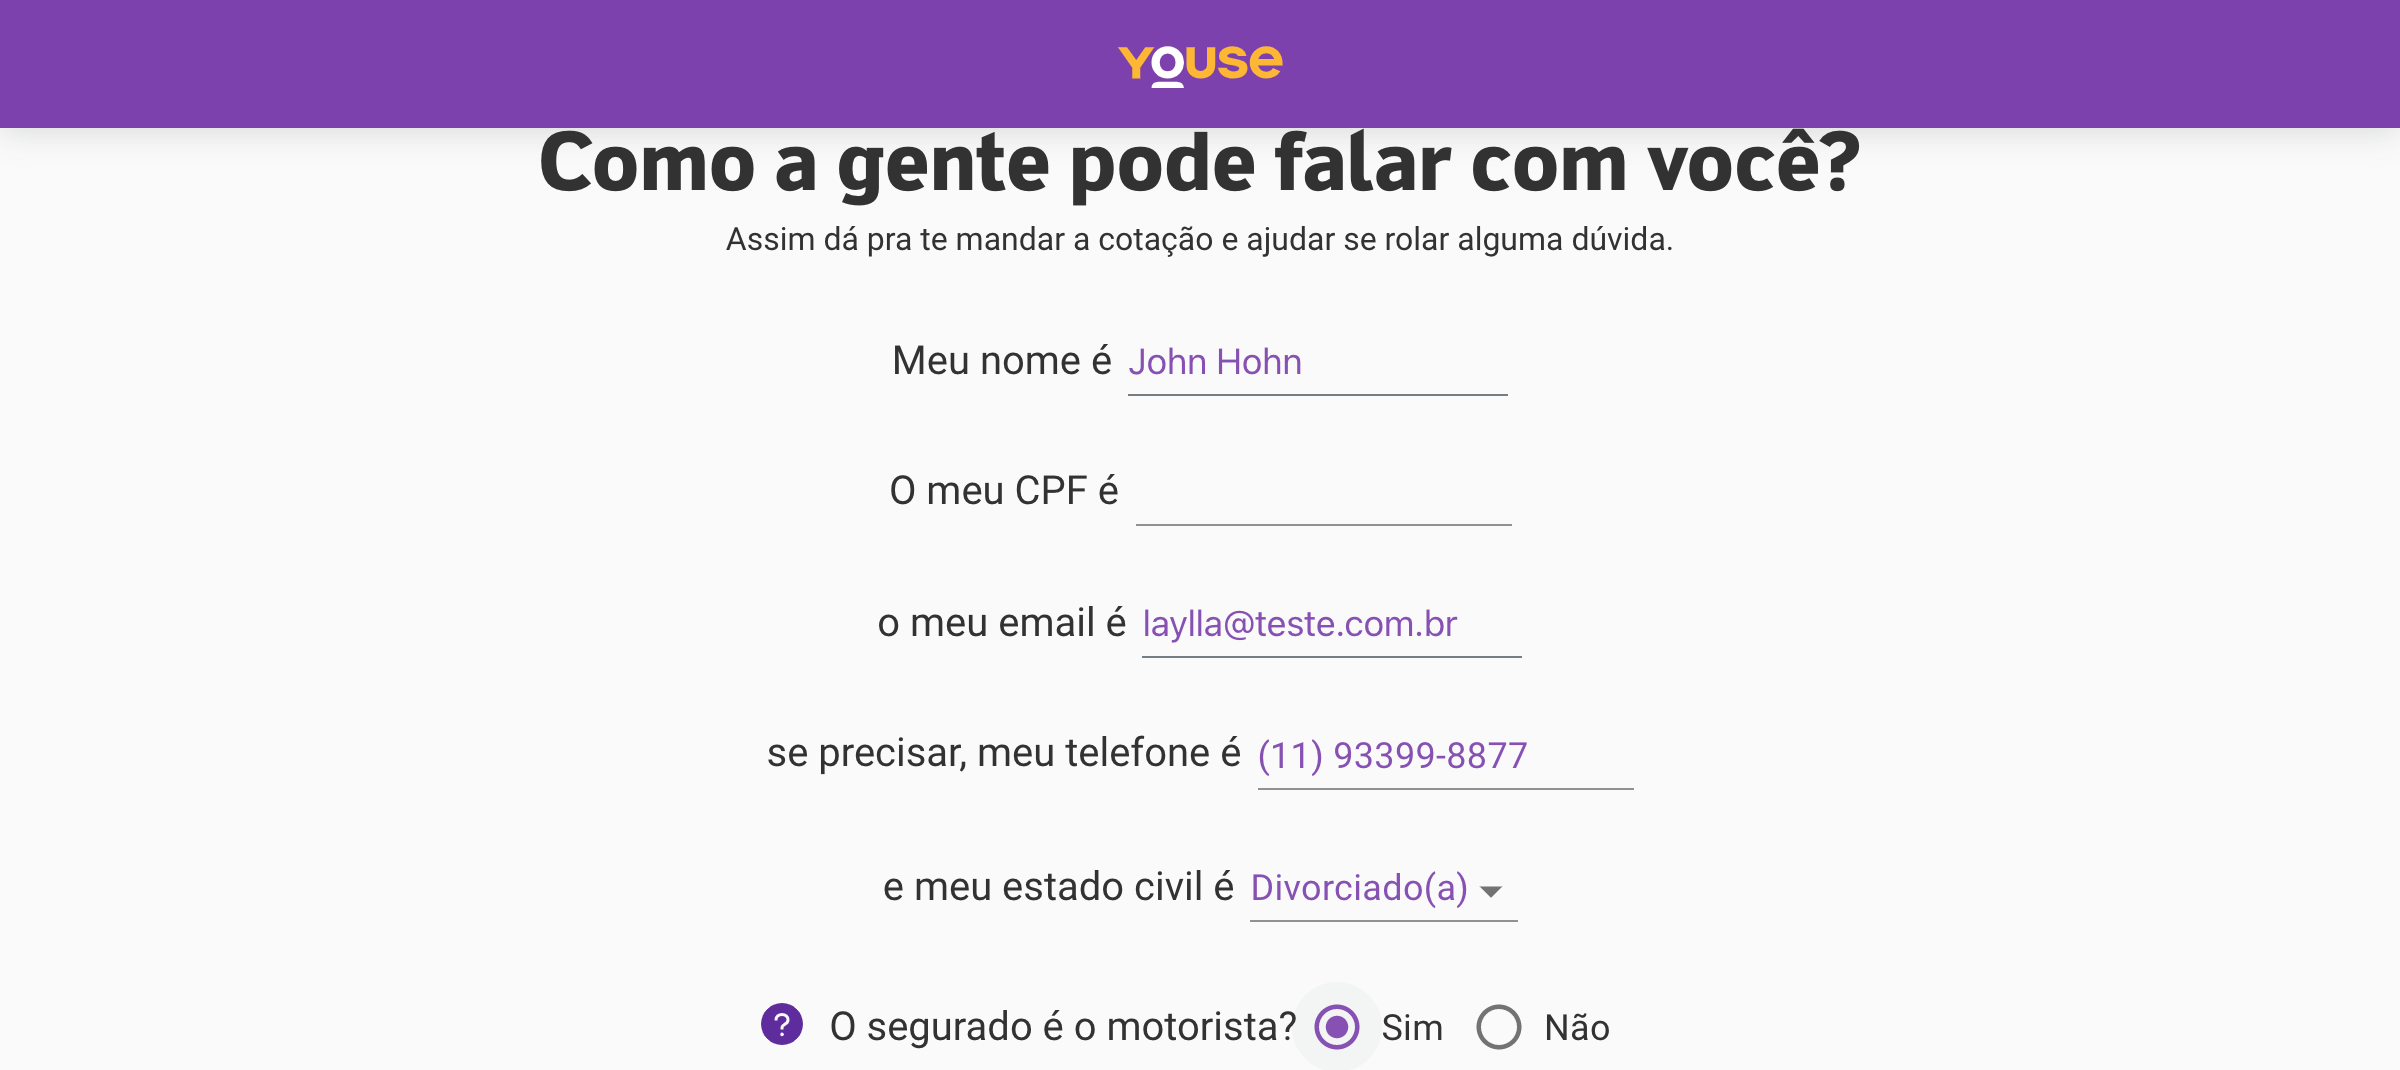 youse
Como a gente pode falar com você?
Assim dá pra te mandar a cotação e ajudar se rolar alguma dúvida.
Meu nome é John Hohn
O meu CPF é
o meu email é laylla@teste.com.br
se precisar, meu telefone é (11) 93399-8877
e meu estado civil é Divorciado(a)
? O segurado é o motorista? Sim Não